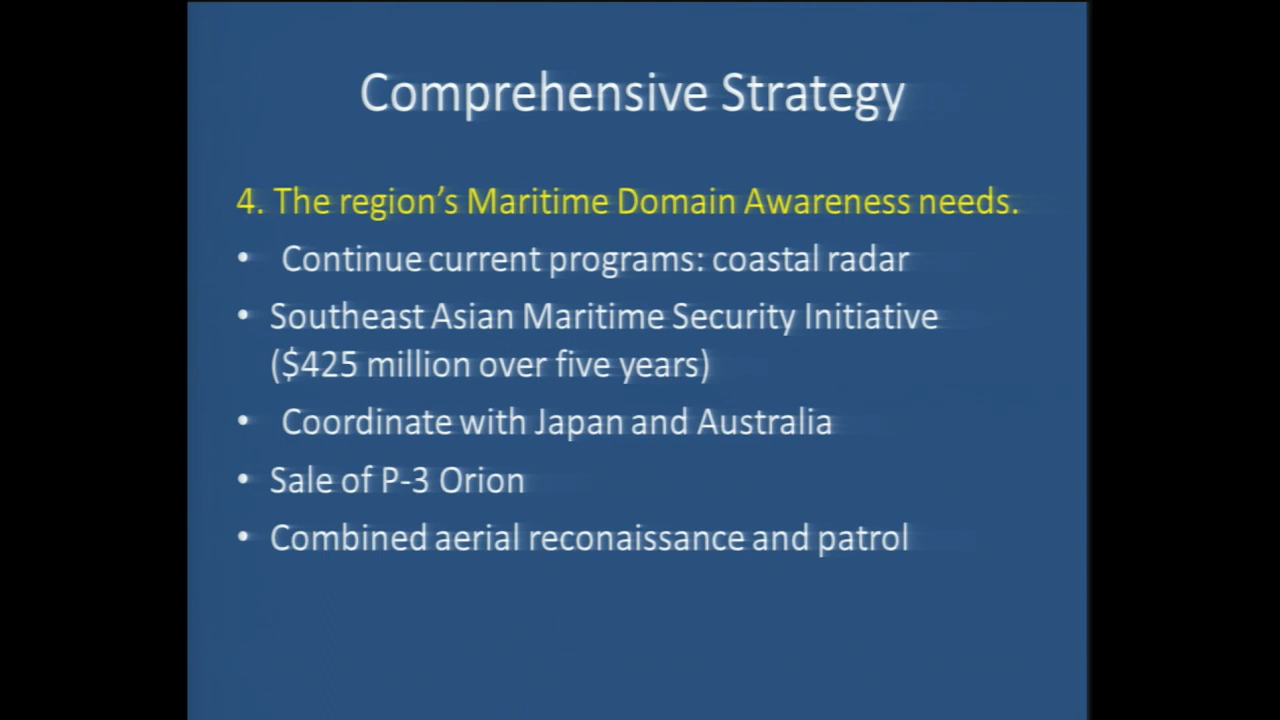 Comprehensive Strategy
4. The region's Maritime Domain Awareness needs.
• Continue current programs: coastal radar
• Southeast Asian Maritime Security Initiative
($425 million over five years)
• Coordinate with Japan and Australia
• Sale of P-3 Orion
• Combined aerial reconaissance and patrol